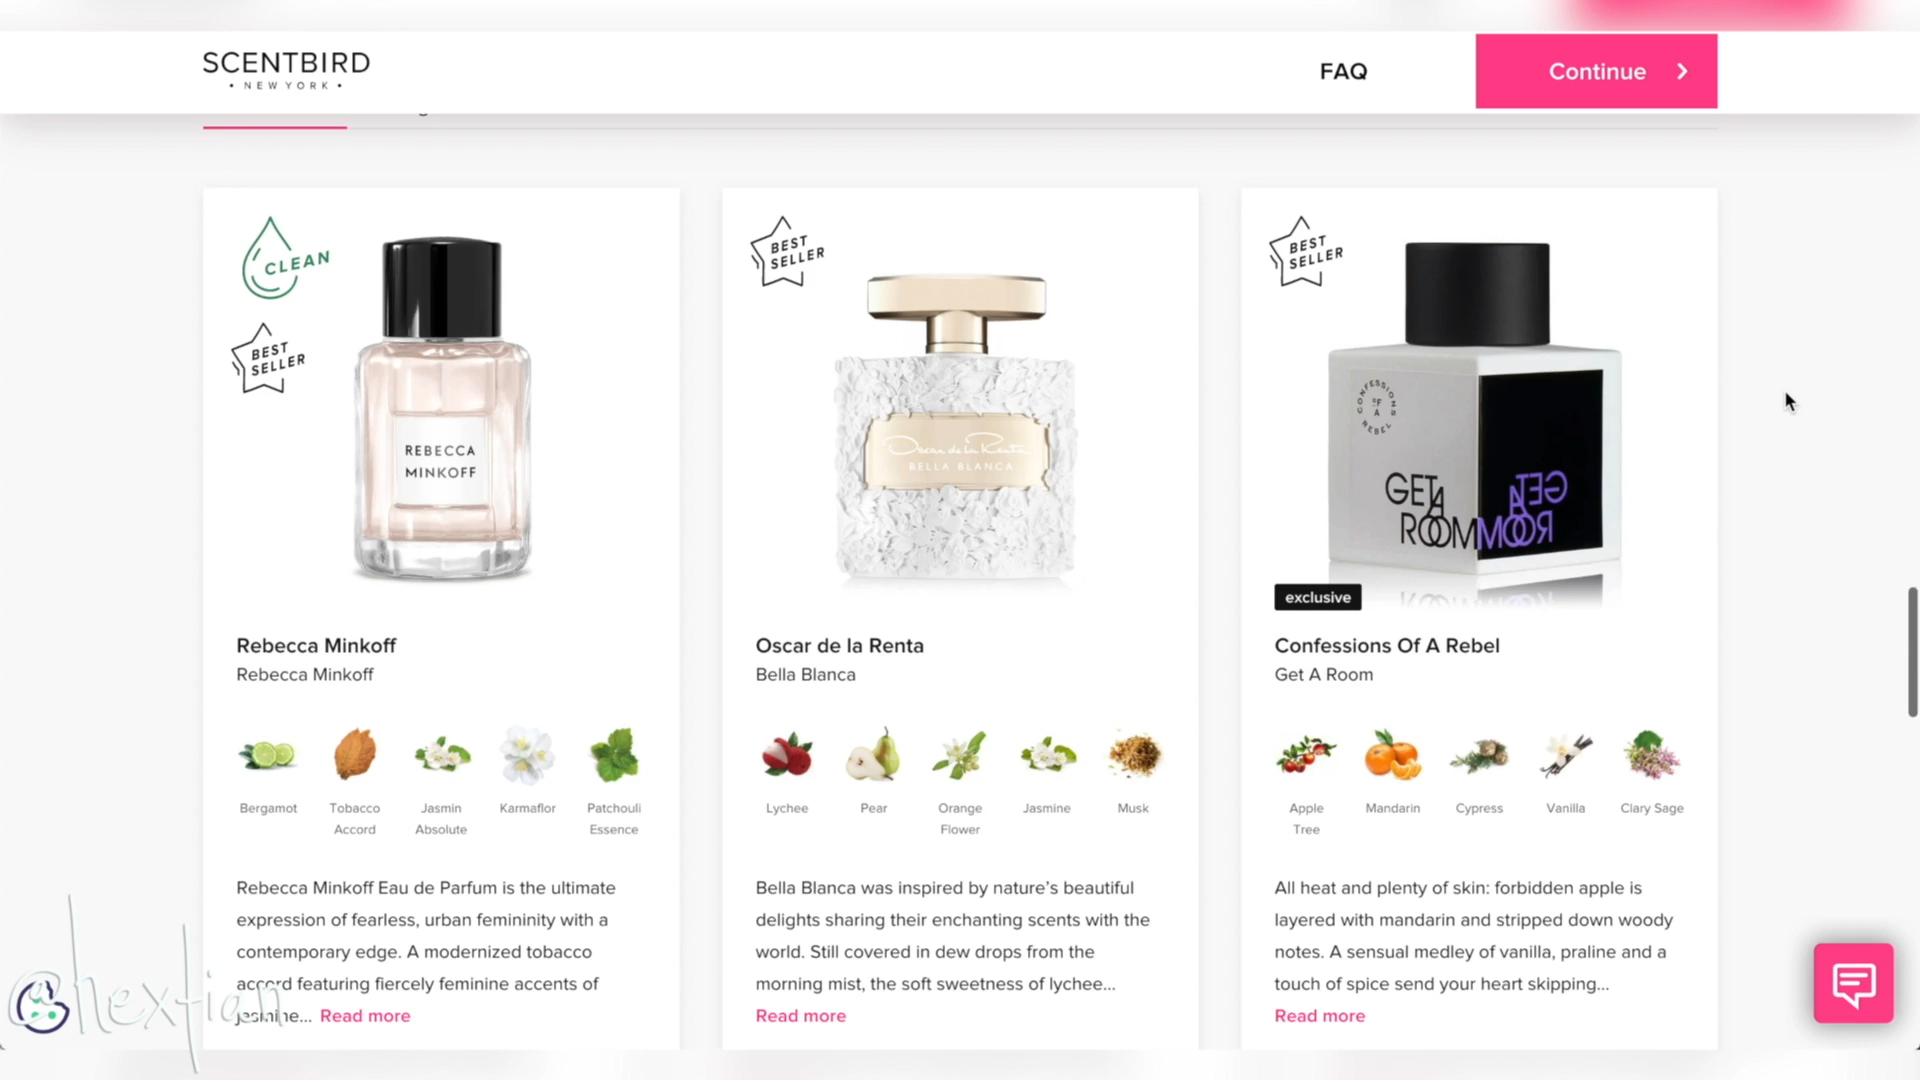 SCENTBIRD
• NEW YORK •
FAQ
Continue
CLEAN
BEST
SELLER
REBECCA
MINKOFF
Rebecca Minkoff
Rebecca Minkoff
Bergamot
Tobacco
Accord
Jasmin
Absolute
Karmaflor
Patchouli
Essence
Rebecca Minkoff Eau de Parfum is the ultimate
expression of fearless, urban femininity with a
contemporary edge. A modernized tobacco
accord featuring fiercely feminine accents of
jasmine... Read more
BEST
SELLER
Oscar de la Renta
BELLA BLANCA
Oscar de la Renta
Bella Blanca
Lychee
Pear
Orange
Flower
Jasmine
Musk
Bella Blanca was inspired by nature's beautiful
delights sharing their enchanting scents with the
world. Still covered in dew drops from the
morning mist, the soft sweetness of lychee...
Read more
BEST
SELLER
CONFESSIONS OF A REBEL
GET A
ROOM
GET A
ROOM
exclusive
Confessions Of A Rebel
Get A Room
Apple
Tree
Mandarin
Cypress
Vanilla
Clary Sage
All heat and plenty of skin: forbidden apple is
layered with mandarin and stripped down woody
notes. A sensual medley of vanilla, praline and a
touch of spice send your heart skipping...
Read more
@hextian